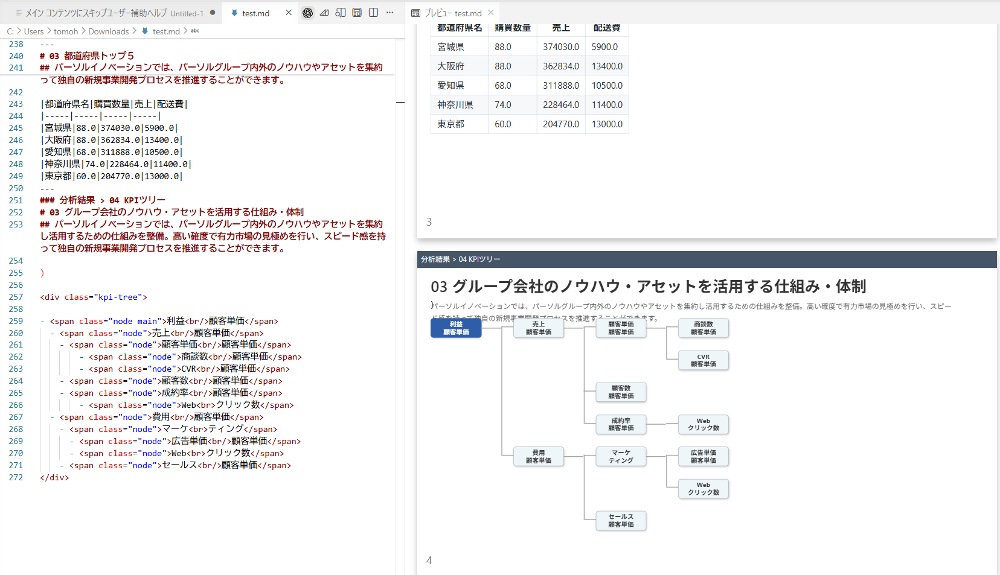 メイン コンテンツにスキップユーザー補助ヘルプ Untitled-1
test.md
プレビュー test.md
C: > Users > tomoh > Downloads > test.md > abc
238 ---
240 # 03 都道府県トップ5
241 ## パーソルイノベーションでは、パーソルグループ内外のノウハウやアセットを集約
って独自の新規事業開発プロセスを推進することができます。
242
243 |都道府県名|購買数量|売上|配送費|
244 |-----|-----|-----|-----|
245 |宮城県|88.0|374030.0|5900.0|
246 |大阪府|88.0|362834.0|13400.0|
247 |愛知県|68.0|311888.0|10500.0|
248 |神奈川県|74.0|228464.0|11400.0|
249 |東京都|60.0|204770.0|13000.0|
250 ---
251 ### 分析結果 > 04 KPIツリー
252 # 03 グループ会社のノウハウ・アセットを活用する仕組み・体制
253 ## パーソルイノベーションでは、パーソルグループ内外のノウハウやアセットを集約
し活用するための仕組みを整備。高い確度で有力市場の見極めを行い、スピード感を持
って独自の新規事業開発プロセスを推進することができます。
254
255 )
256
257 <div class="kpi-tree">
258
259 - <span class="node main">利益<br/>顧客単価</span>
260 - <span class="node">売上<br/>顧客単価</span>
261 - <span class="node">顧客単価<br/>顧客単価</span>
262 - <span class="node">商談数<br/>顧客単価</span>
263 - <span class="node">CVR<br/>顧客単価</span>
264 - <span class="node">顧客数<br/>顧客単価</span>
265 - <span class="node">成約率<br/>顧客単価</span>
266 - <span class="node">Web<br>クリック数</span>
267 - <span class="node">費用<br/>顧客単価</span>
268 - <span class="node">マーケ<br>ティング</span>
269 - <span class="node">広告単価<br/>顧客単価</span>
270 - <span class="node">Web<br>クリック数</span>
271 - <span class="node">セールス<br/>顧客単価</span>
272 </div>
都道府県名 購買数量 売上 配送費
宮城県 88.0 374030.0 5900.0
大阪府 88.0 362834.0 13400.0
愛知県 68.0 311888.0 10500.0
神奈川県 74.0 228464.0 11400.0
東京都 60.0 204770.0 13000.0
3
分析結果 > 04 KPIツリー
03 グループ会社のノウハウ・アセットを活用する仕組み・体制
)
パーソルイノベーションでは、パーソルグループ内外のノウハウやアセットを集約し活用するための仕組みを整備。高い確度で有力市場の見極めを行い、スピー
ド感を持って独自の新規事業開発プロセスを推進することができます。
利益
顧客単価
売上
顧客単価
顧客単価
顧客単価
商談数
顧客単価
CVR
顧客単価
顧客数
顧客単価
成約率
顧客単価
Web
クリック数
費用
顧客単価
マーケ
ティング
広告単価
顧客単価
Web
クリック数
セールス
顧客単価
4